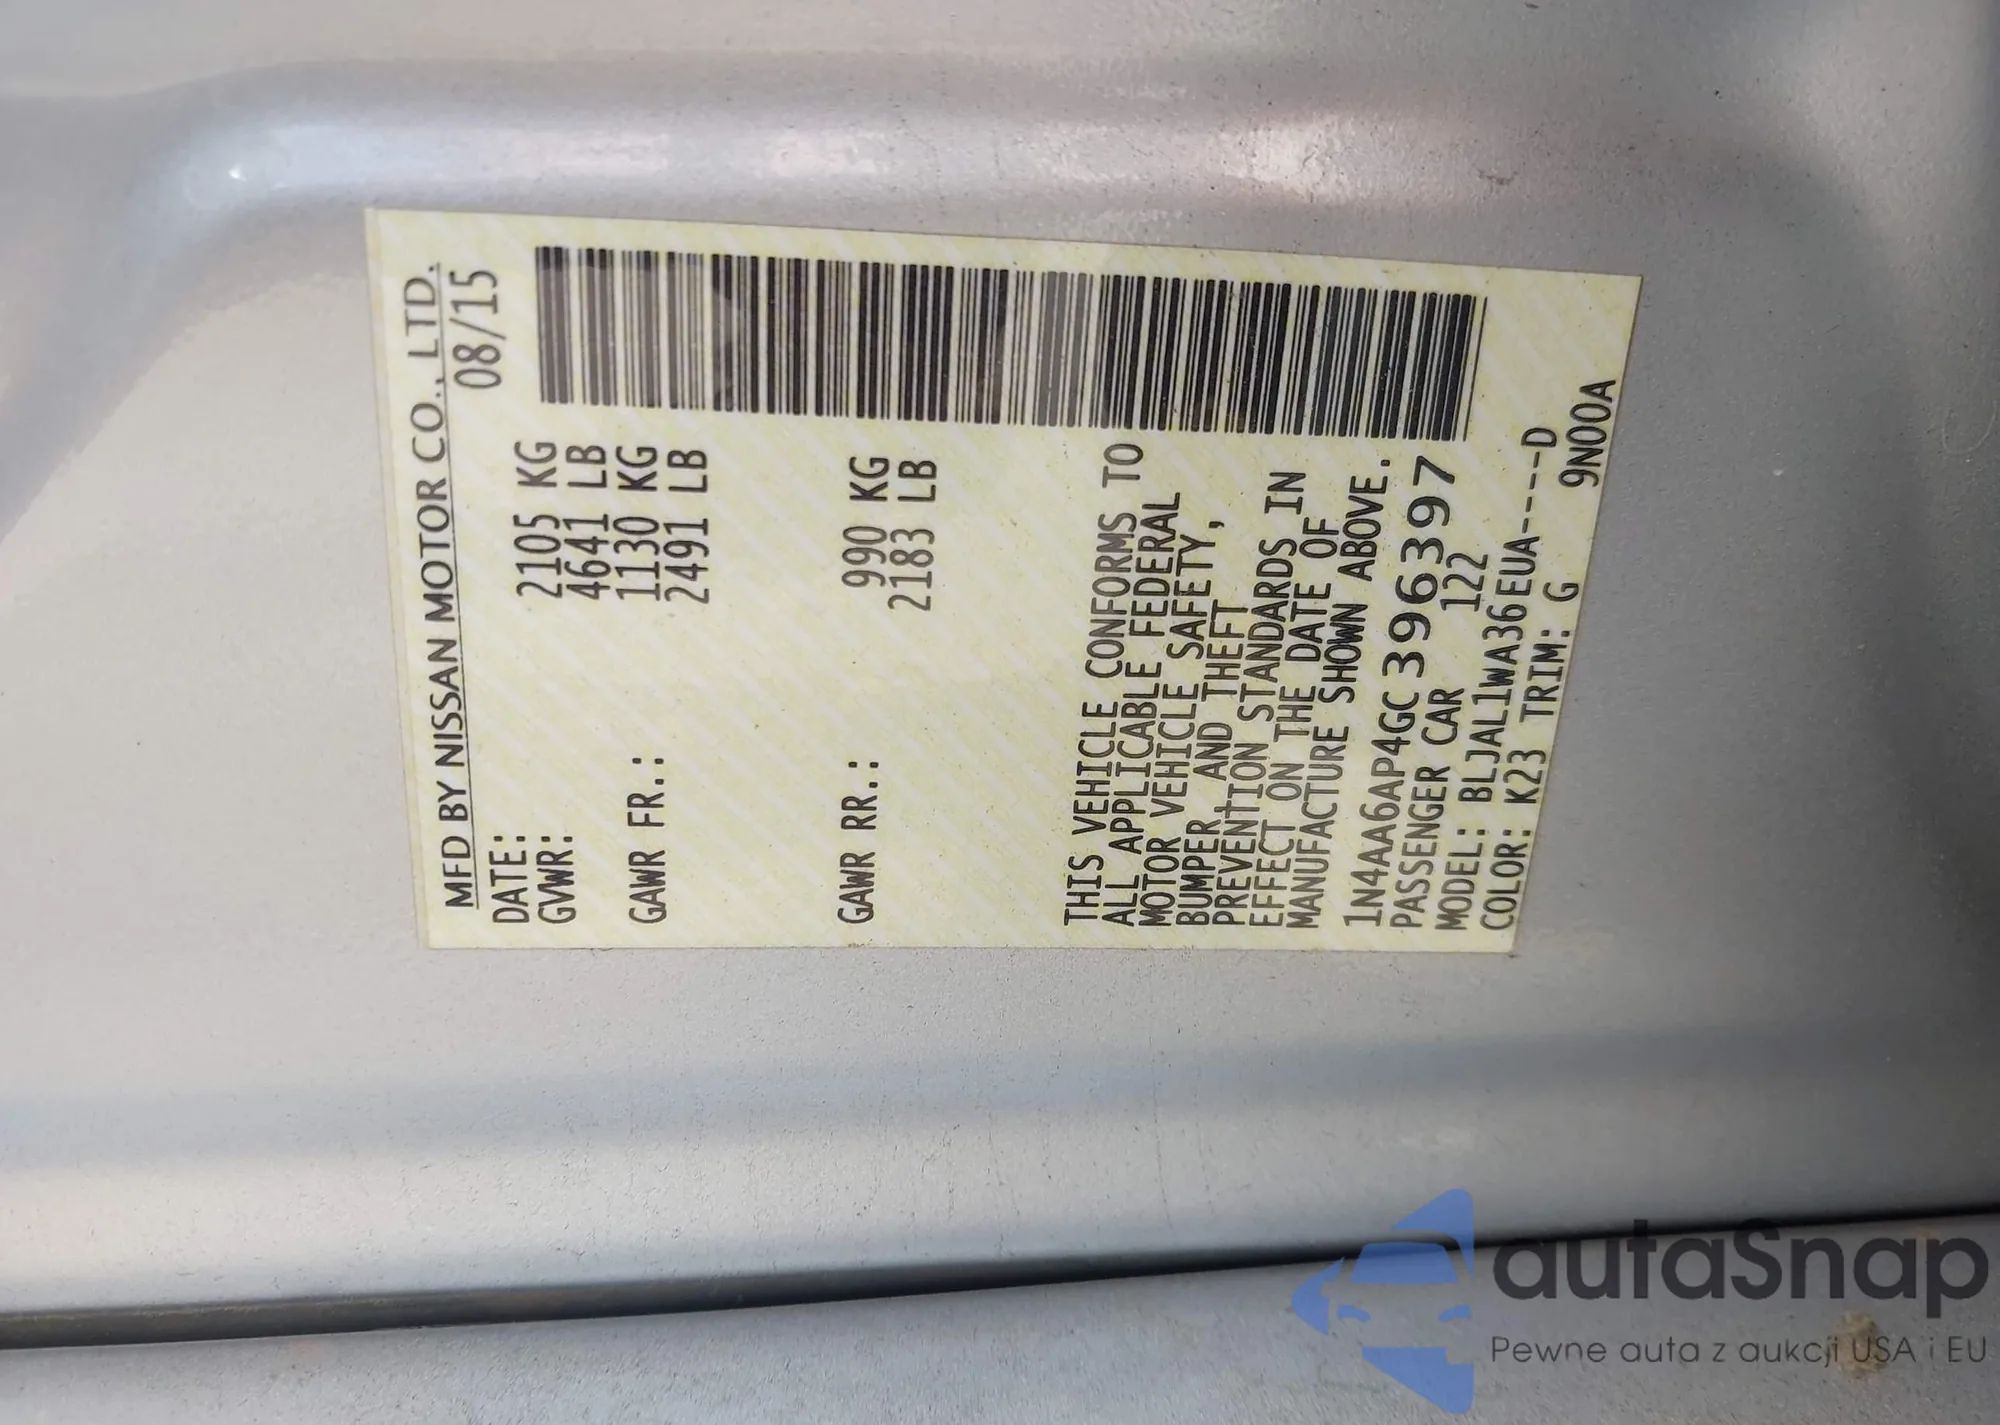 MFD BY NISSAN MOTOR CO., LTD.
DATE: 08/15
GVWR: 2105 KG
4641 LB
GAWR FR.: 1130 KG
2491 LB
GAWR RR.: 990 KG
2183 LB
THIS VEHICLE CONFORMS TO
ALL APPLICABLE FEDERAL
MOTOR VEHICLE SAFETY,
BUMPER, AND THEFT
PREVENTION STANDARDS IN
EFFECT ON THE DATE OF
MANUFACTURE SHOWN ABOVE.
1N4AA6AP4GC396397
PASSENGER CAR 122
MODEL: BLJAL1WA36EUA----D
COLOR: K23 TRIM: G 9N00A
autaSnap
Pewne auta z aukcji USA i EU